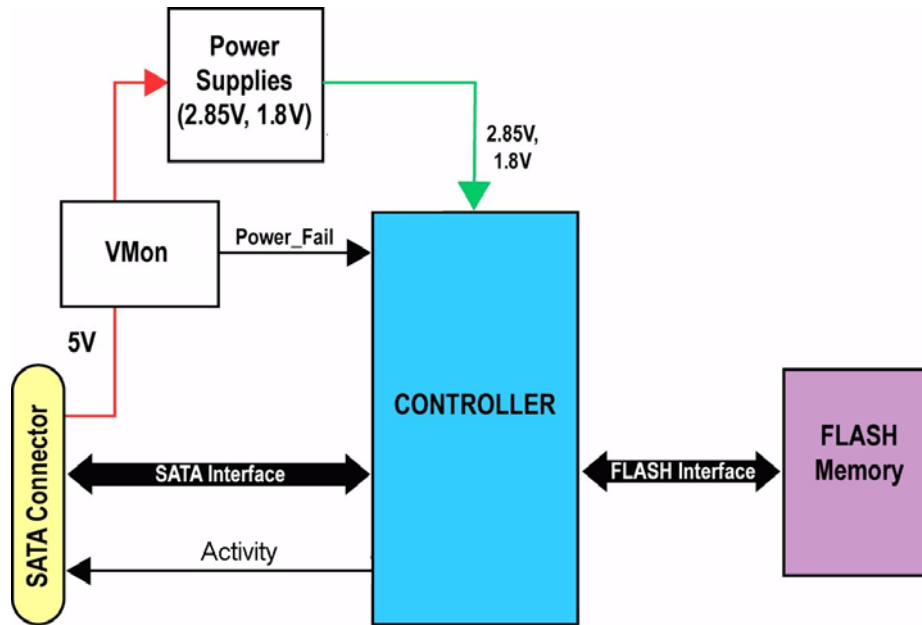 Power
Supplies
(2.85V, 1.8V)
2.85V,
1.8V
VMon
Power_Fail
5V
SATA Connector
CONTROLLER
SATA Interface
FLASH Interface
FLASH
Memory
Activity